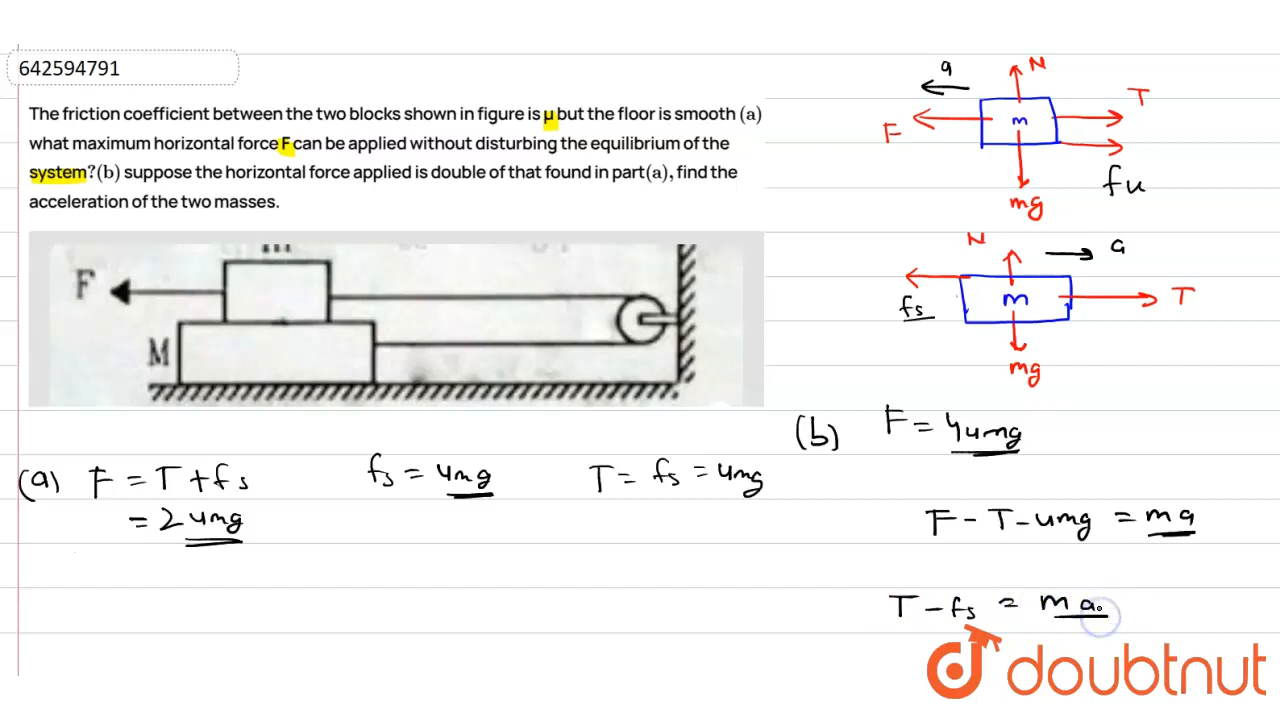 642594791
The friction coefficient between the two blocks shown in figure is μ but the floor is smooth (a)
what maximum horizontal force F can be applied without disturbing the equilibrium of the
system? (b) suppose the horizontal force applied is double of that found in part(a), find the
acceleration of the two masses.
F
M
a
N
F
m
T
fu
mg
N
a
fs
m
T
mg
(a) F = T + fs
= 2 umg
fs = umg
T = fs = umg
(b) F = 4umg
F - T - umg = ma
T - fs = ma
doubtnut